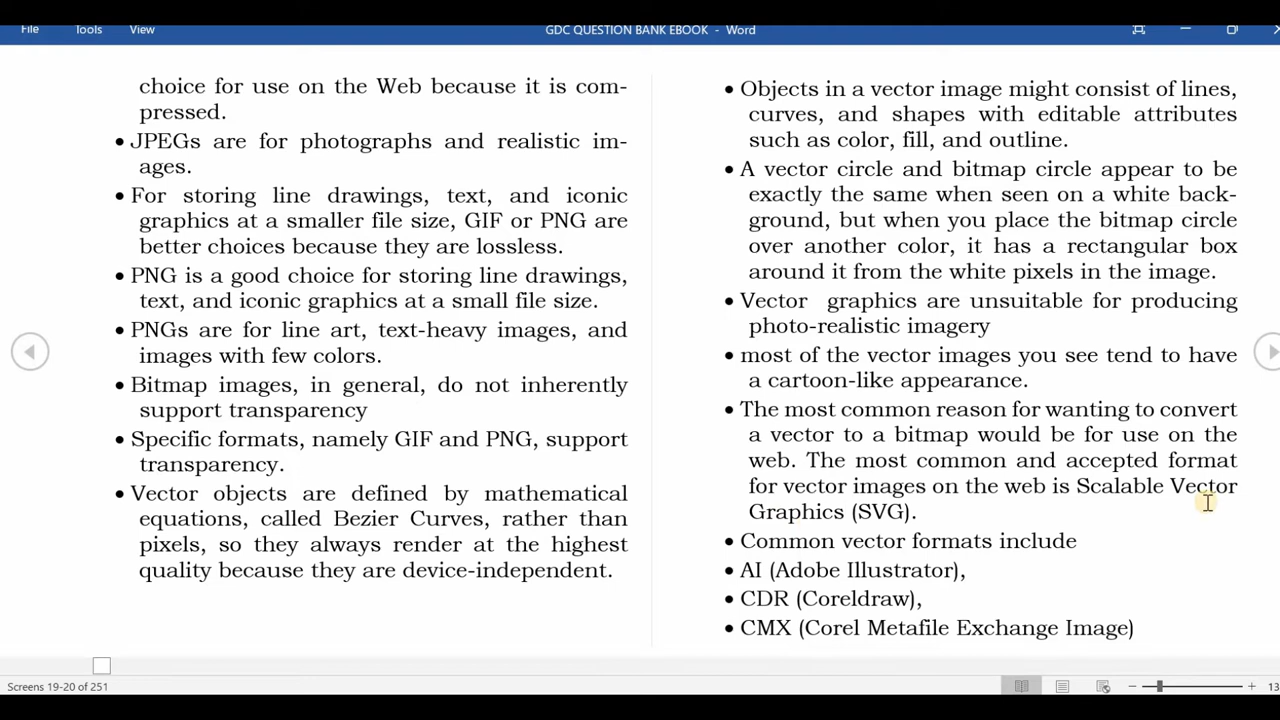 File Tools View GDC QUESTION BANK EBOOK - Word
choice for use on the Web because it is com-
pressed.
• JPEGs are for photographs and realistic im-
ages.
• For storing line drawings, text, and iconic
graphics at a smaller file size, GIF or PNG are
better choices because they are lossless.
• PNG is a good choice for storing line drawings,
text, and iconic graphics at a small file size.
• PNGs are for line art, text-heavy images, and
images with few colors.
• Bitmap images, in general, do not inherently
support transparency
• Specific formats, namely GIF and PNG, support
transparency.
• Vector objects are defined by mathematical
equations, called Bezier Curves, rather than
pixels, so they always render at the highest
quality because they are device-independent.
• Objects in a vector image might consist of lines,
curves, and shapes with editable attributes
such as color, fill, and outline.
• A vector circle and bitmap circle appear to be
exactly the same when seen on a white back-
ground, but when you place the bitmap circle
over another color, it has a rectangular box
around it from the white pixels in the image.
• Vector graphics are unsuitable for producing
photo-realistic imagery
• most of the vector images you see tend to have
a cartoon-like appearance.
• The most common reason for wanting to convert
a vector to a bitmap would be for use on the
web. The most common and accepted format
for vector images on the web is Scalable Vector
Graphics (SVG).
• Common vector formats include
• AI (Adobe Illustrator),
• CDR (Coreldraw),
• CMX (Corel Metafile Exchange Image)
Screens 19-20 of 251